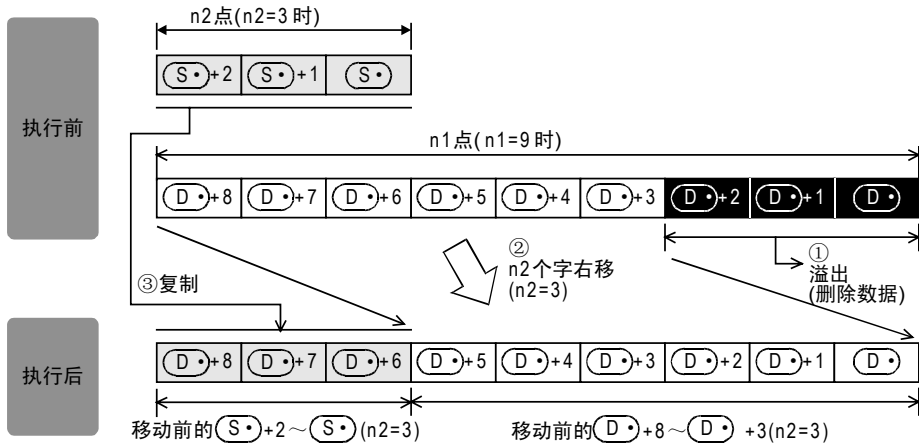 n2点(n2=3时)
S•+2 S•+1 S•
执行前
n1点(n1=9时)
D•+8 D•+7 D•+6 D•+5 D•+4 D•+3 D•+2 D•+1 D•
③复制
②
n2个字右移
(n2=3)
①
溢出
(删除数据)
执行后
D•+8 D•+7 D•+6 D•+5 D•+4 D•+3 D•+2 D•+1 D•
移动前的S•+2～S•(n2=3)
移动前的D•+8～D•+3(n2=3)